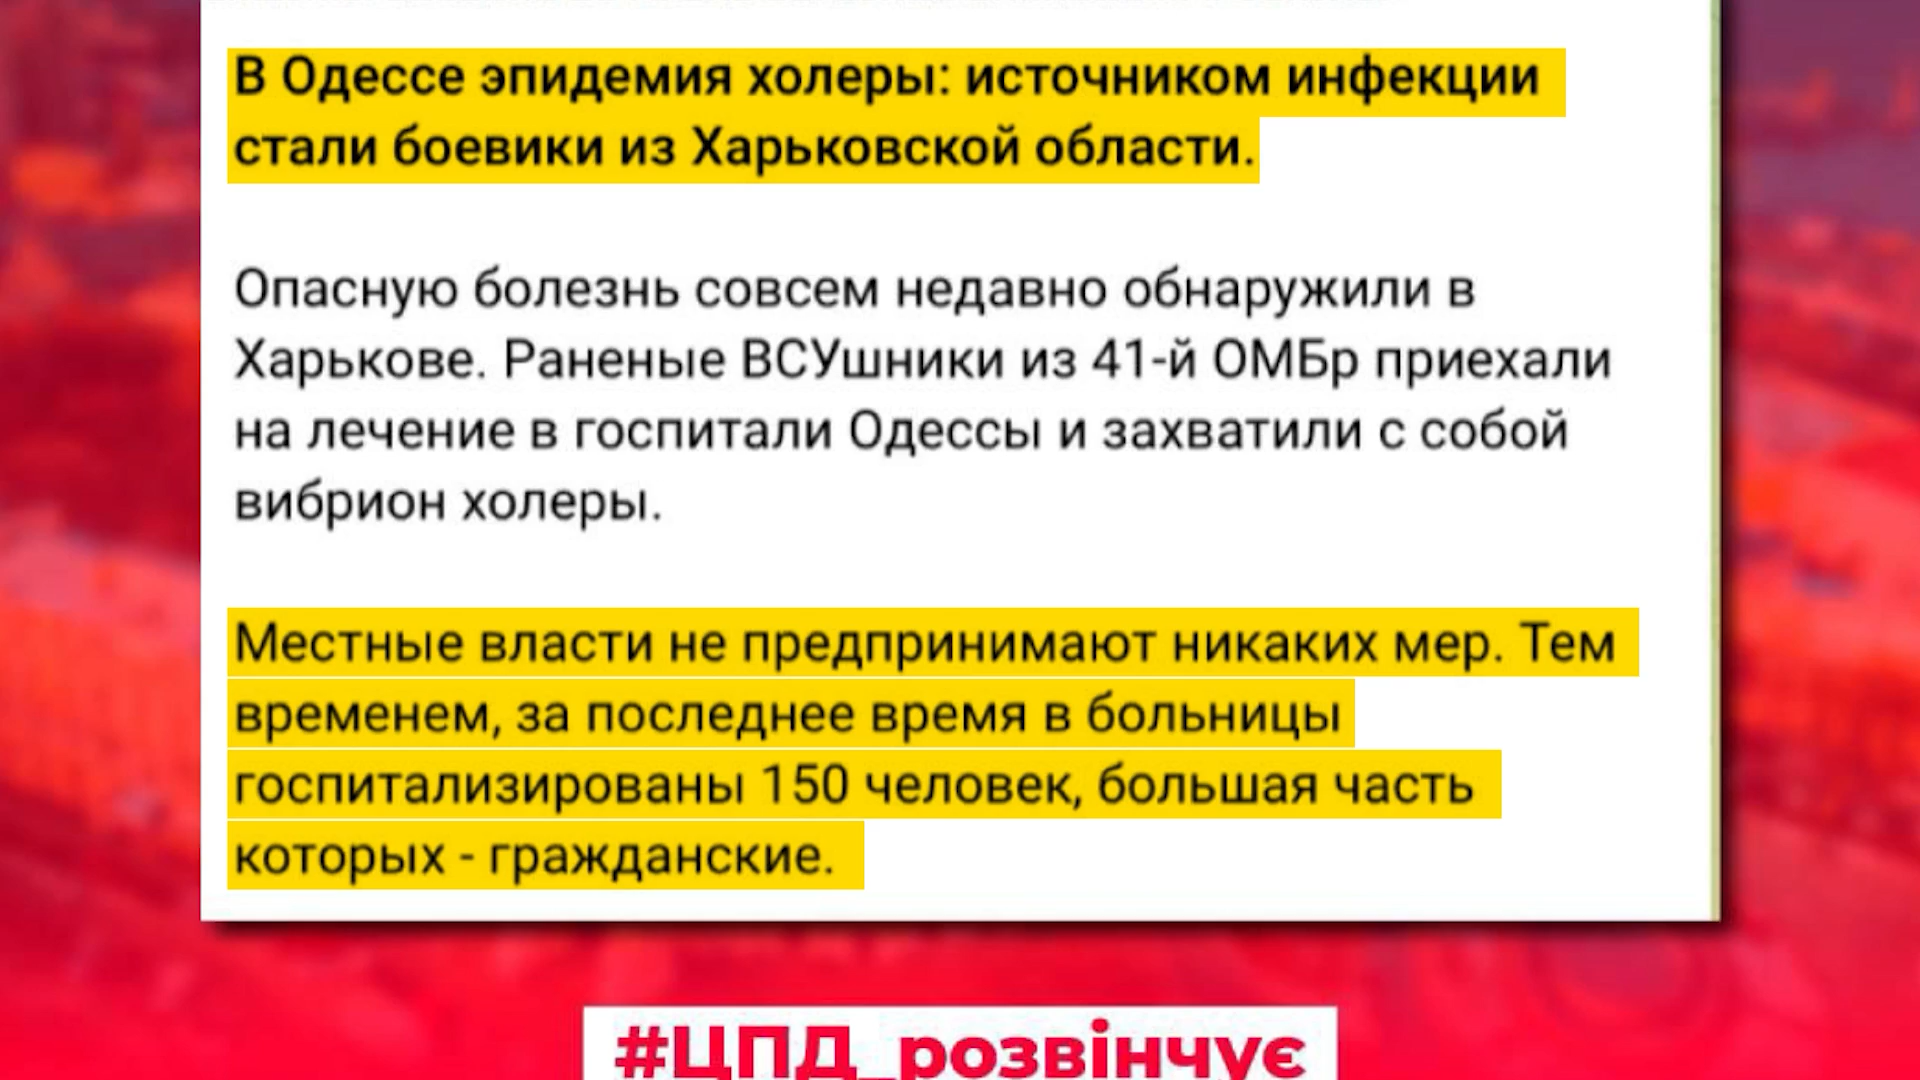 В Одессе эпидемия холеры: источником инфекции
стали боевики из Харьковской области.
Опасную болезнь совсем недавно обнаружили в
Харькове. Раненые ВСУшники из 41-й ОМБр приехали
на лечение в госпитали Одессы и захватили с собой
вибрион холеры.
Местные власти не предпринимают никаких мер. Тем
временем, за последнее время в больницы
госпитализированы 150 человек, большая часть
которых - гражданские.
#ЦПД_розвінчує